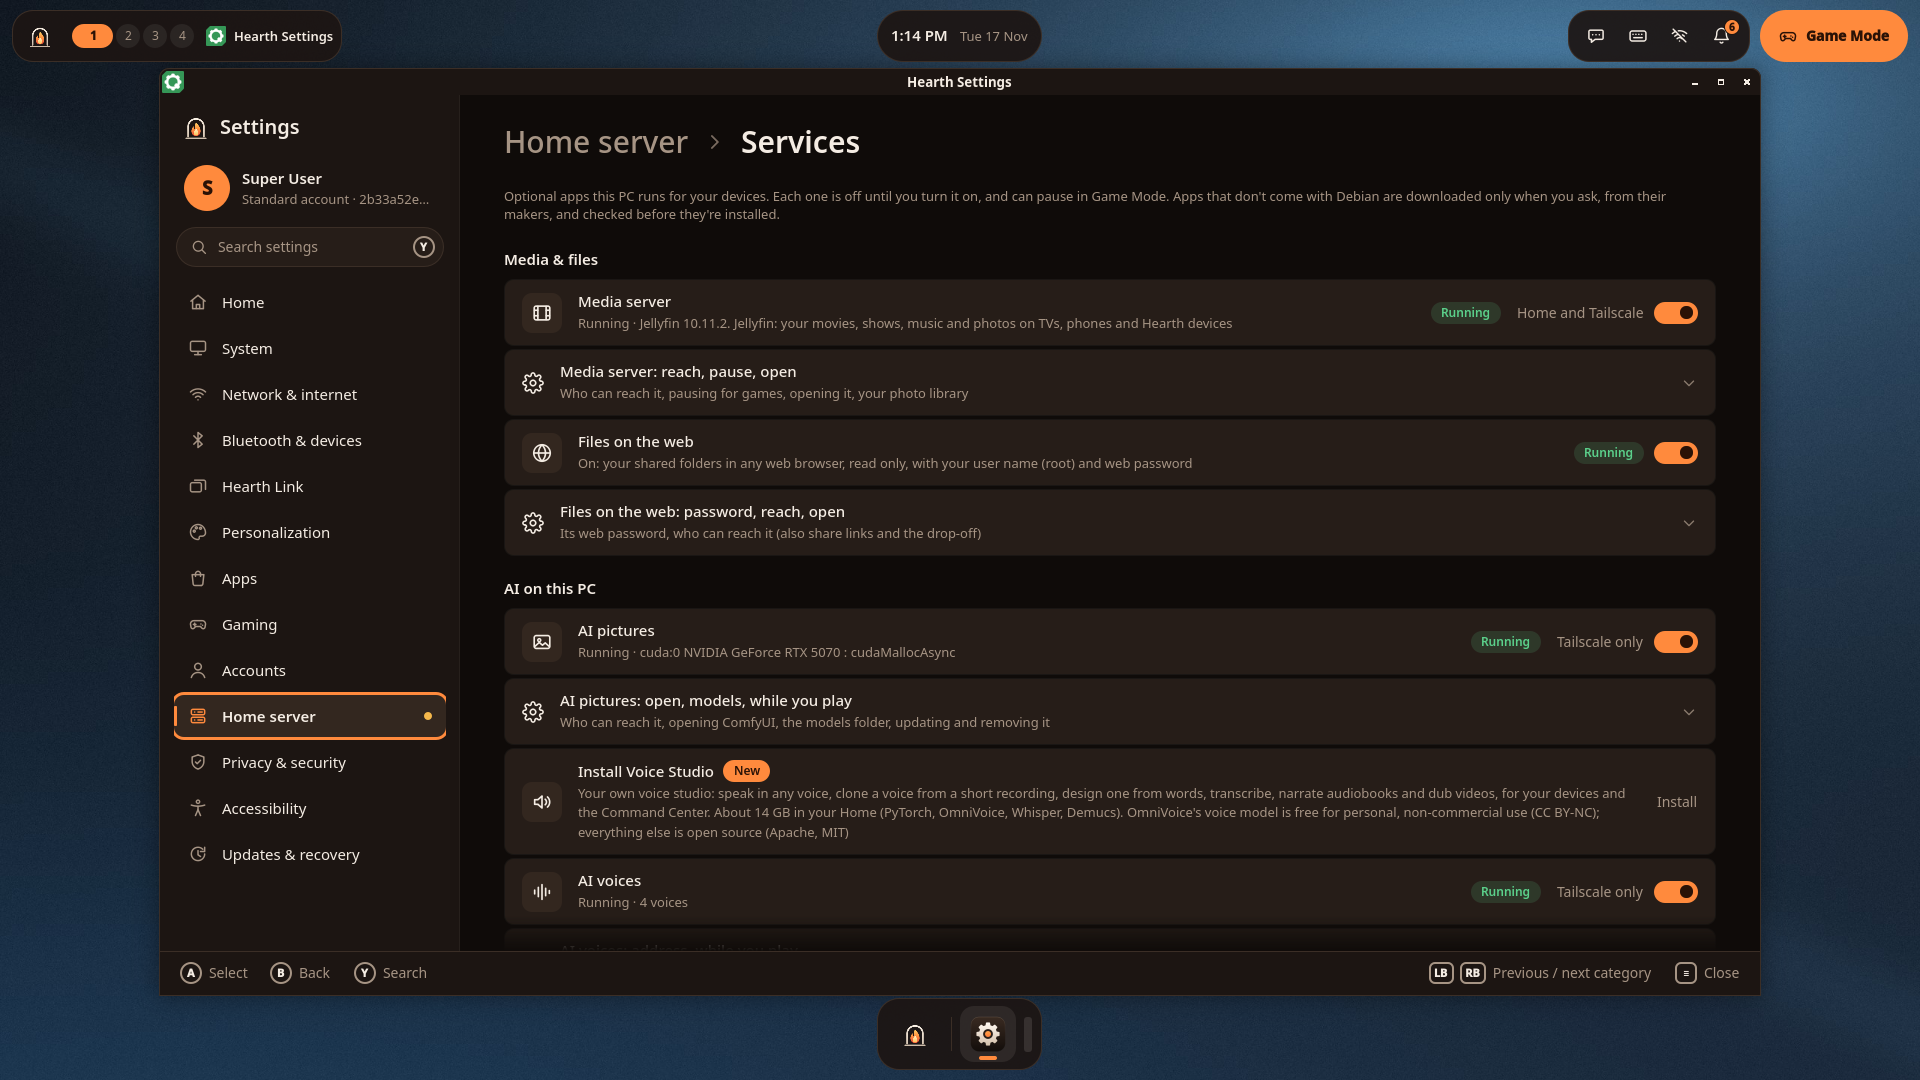 1 2 3 4 Hearth Settings
1:14 PM Tue 17 Nov
6
Game Mode
Hearth Settings
Settings
S
Super User
Standard account · 2b33a52e...
Search settings Y
Home
System
Network & internet
Bluetooth & devices
Hearth Link
Personalization
Apps
Gaming
Accounts
Home server
Privacy & security
Accessibility
Updates & recovery
Home server > Services
Optional apps this PC runs for your devices. Each one is off until you turn it on, and can pause in Game Mode. Apps that don't come with Debian are downloaded only when you ask, from their
makers, and checked before they're installed.
Media & files
Media server
Running · Jellyfin 10.11.2. Jellyfin: your movies, shows, music and photos on TVs, phones and Hearth devices
Running Home and Tailscale
Media server: reach, pause, open
Who can reach it, pausing for games, opening it, your photo library
Files on the web
On: your shared folders in any web browser, read only, with your user name (root) and web password
Running
Files on the web: password, reach, open
Its web password, who can reach it (also share links and the drop-off)
AI on this PC
AI pictures
Running · cuda:0 NVIDIA GeForce RTX 5070 : cudaMallocAsync
Running Tailscale only
AI pictures: open, models, while you play
Who can reach it, opening ComfyUI, the models folder, updating and removing it
Install Voice Studio New
Your own voice studio: speak in any voice, clone a voice from a short recording, design one from words, transcribe, narrate audiobooks and dub videos, for your devices and
the Command Center. About 14 GB in your Home (PyTorch, OmniVoice, Whisper, Demucs). OmniVoice's voice model is free for personal, non-commercial use (CC BY-NC);
everything else is open source (Apache, MIT)
Install
AI voices
Running · 4 voices
Running Tailscale only
A Select B Back Y Search
LB RB Previous / next category Close